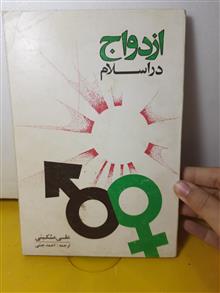 ازدواج
در اسلام
علی مشکینی
ترجمه: احمد جنتی